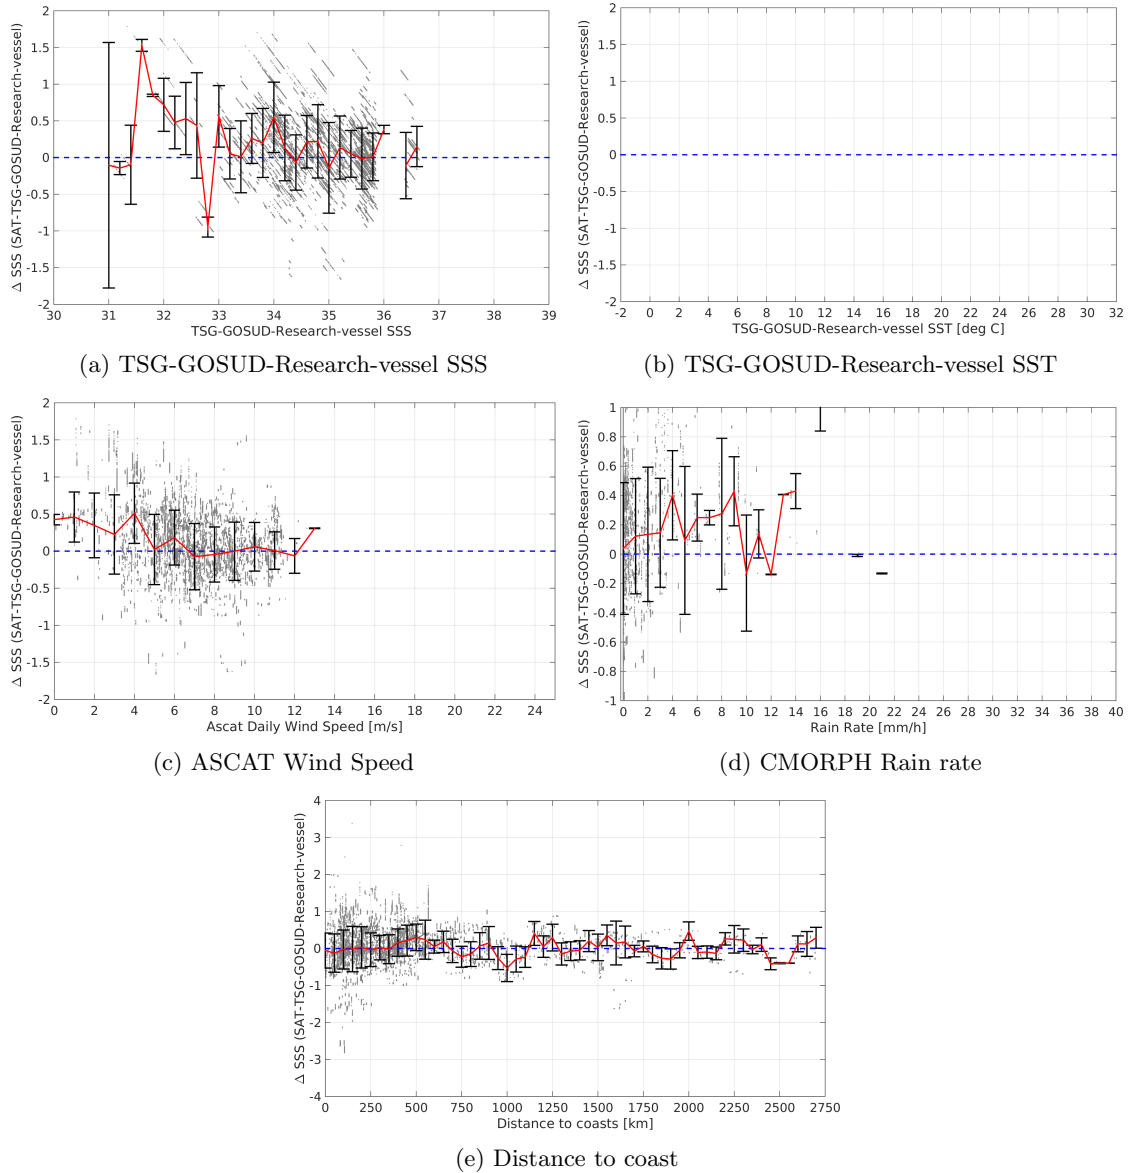 Δ SSS (SAT-TSG-GOSUD-Research-vessel)
2
1.5
1
0.5
0
-0.5
-1
-1.5
-2
30 31 32 33 34 35 36 37 38 39
TSG-GOSUD-Research-vessel SSS
(a) TSG-GOSUD-Research-vessel SSS
Δ SSS (SAT-TSG-GOSUD-Research-vessel)
2
1.5
1
0.5
0
-0.5
-1
-1.5
-2
-2 0 2 4 6 8 10 12 14 16 18 20 22 24 26 28 30 32
TSG-GOSUD-Research-vessel SST [deg C]
(b) TSG-GOSUD-Research-vessel SST
Δ SSS (SAT-TSG-GOSUD-Research-vessel)
2
1.5
1
0.5
0
-0.5
-1
-1.5
-2
0 2 4 6 8 10 12 14 16 18 20 22 24
Ascat Daily Wind Speed [m/s]
(c) ASCAT Wind Speed
Δ SSS (SAT-TSG-GOSUD-Research-vessel)
1
0.8
0.6
0.4
0.2
0
-0.2
-0.4
-0.6
-0.8
-1
0 2 4 6 8 10 12 14 16 18 20 22 24 26 28 30 32 34 36 38 40
Rain Rate [mm/h]
(d) CMORPH Rain rate
Δ SSS (SAT-TSG-GOSUD-Research-vessel)
4
3
2
1
0
-1
-2
-3
-4
0 250 500 750 1000 1250 1500 1750 2000 2250 2500 2750
Distance to coasts [km]
(e) Distance to coast